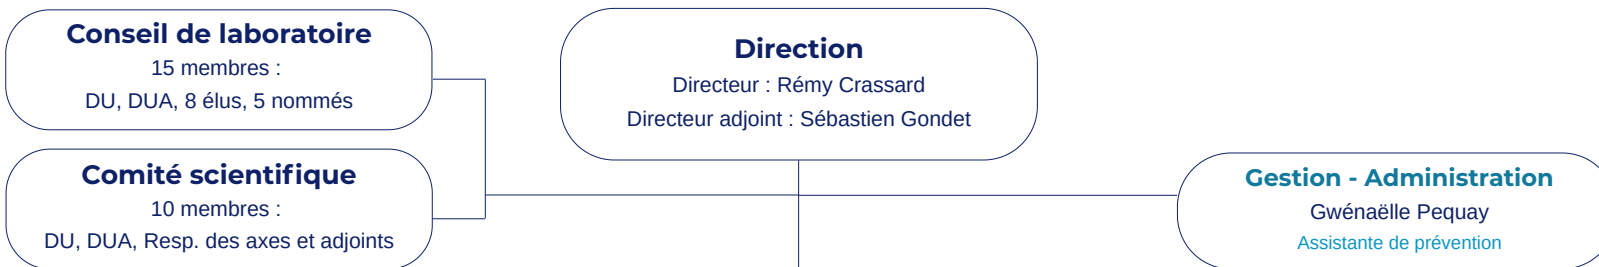 Conseil de laboratoire
15 membres :
DU, DUA, 8 élus, 5 nommés
Comité scientifique
10 membres :
DU, DUA, Resp. des axes et adjoints
Direction
Directeur : Rémy Crassard
Directeur adjoint : Sébastien Gondet
Gestion - Administration
Gwénaëlle Pequay
Assistante de prévention